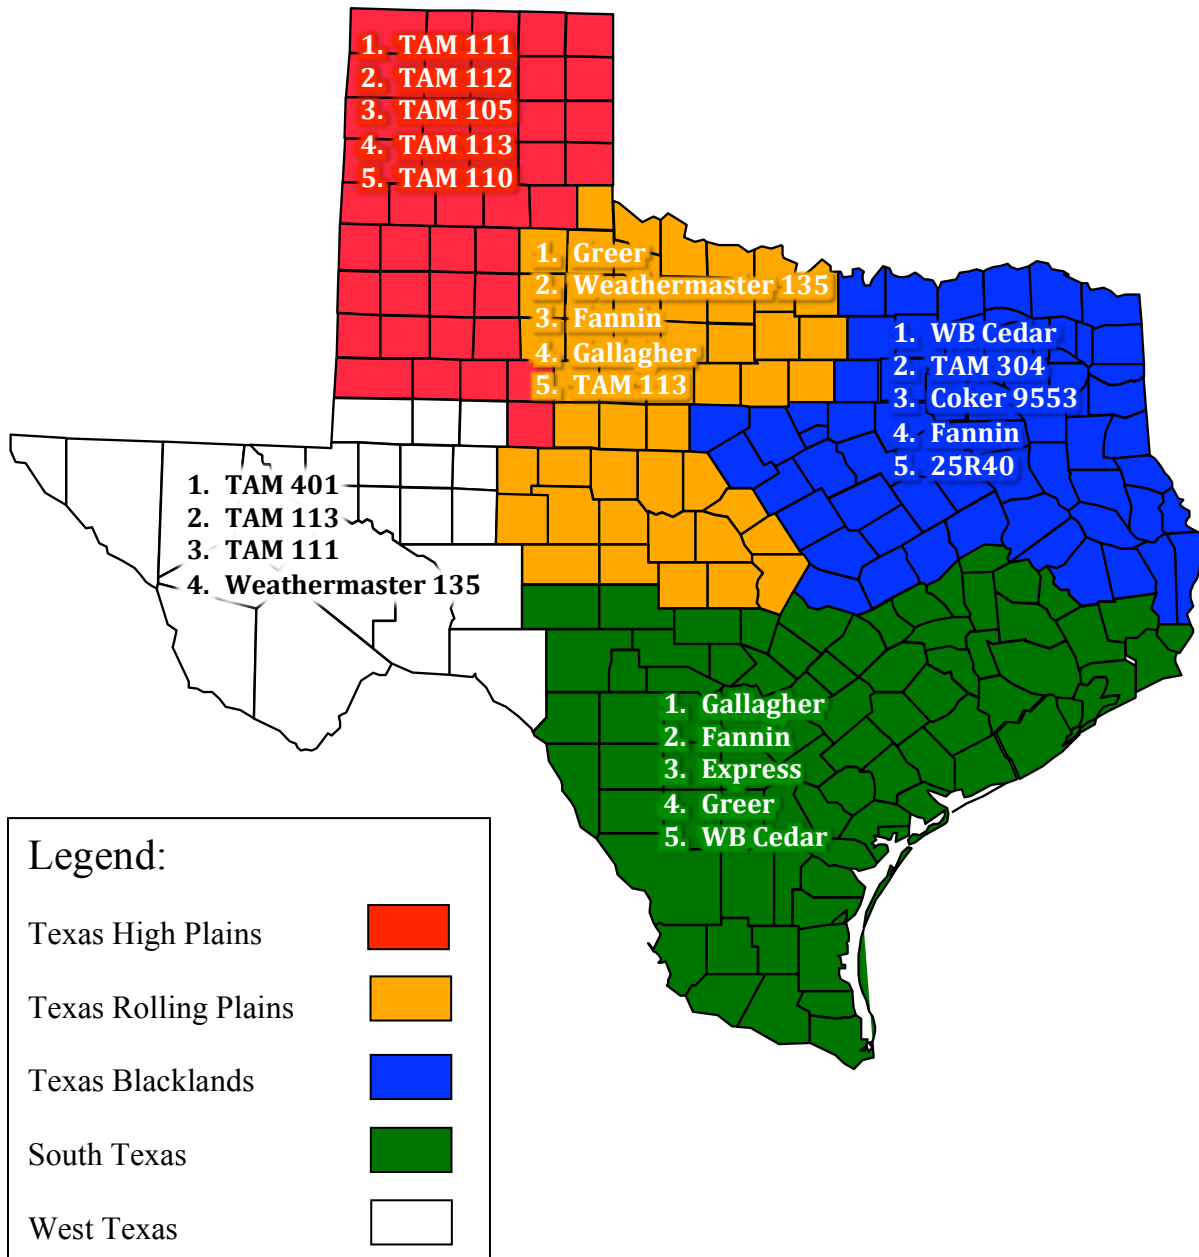 1. TAM 111
2. TAM 112
3. TAM 105
4. TAM 113
5. TAM 110
1. Greer
2. Weathermaster 135
3. Fannin
4. Gallagher
5. TAM 113
1. WB Cedar
2. TAM 304
3. Coker 9553
4. Fannin
5. 25R40
1. TAM 401
2. TAM 113
3. TAM 111
4. Weathermaster 135
1. Gallagher
2. Fannin
3. Express
4. Greer
5. WB Cedar
Legend:
Texas High Plains
Texas Rolling Plains
Texas Blacklands
South Texas
West Texas